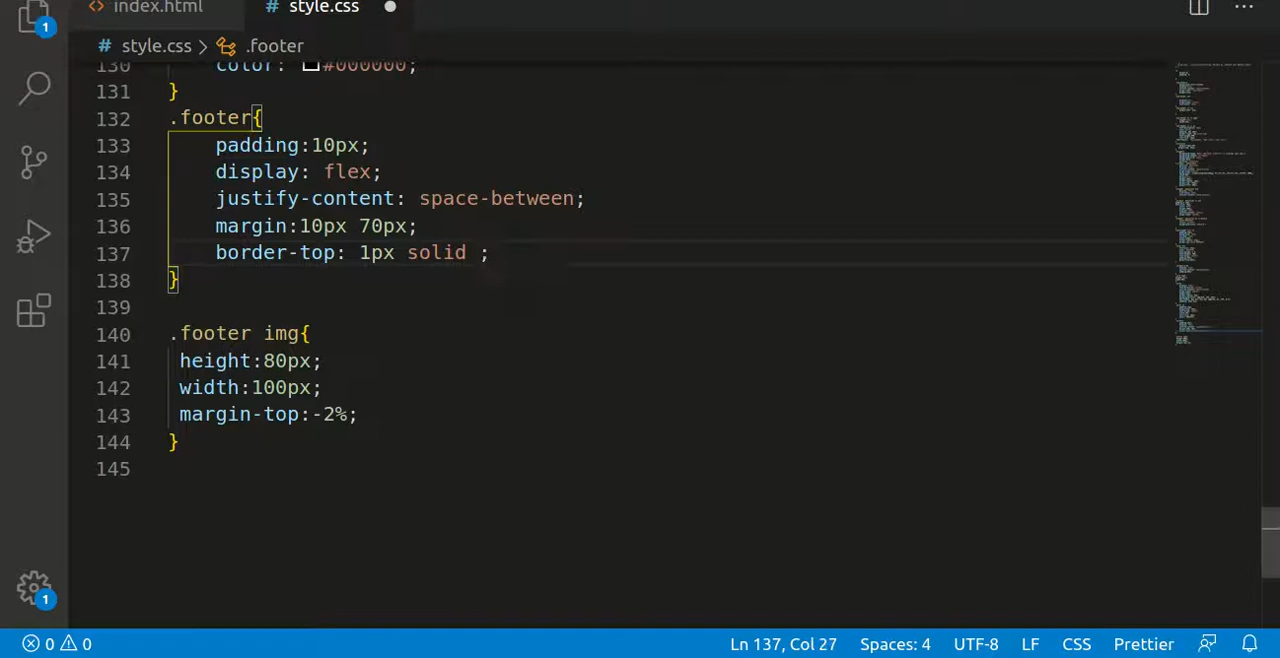 index.html # style.css
1
# style.css > .footer
130 color: #000000;
131 }
132 .footer{
133 padding:10px;
134 display: flex;
135 justify-content: space-between;
136 margin:10px 70px;
137 border-top: 1px solid ;
138 }
139
140 .footer img{
141 height:80px;
142 width:100px;
143 margin-top:-2%;
144 }
145
1
0 0 Ln 137, Col 27 Spaces: 4 UTF-8 LF CSS Prettier